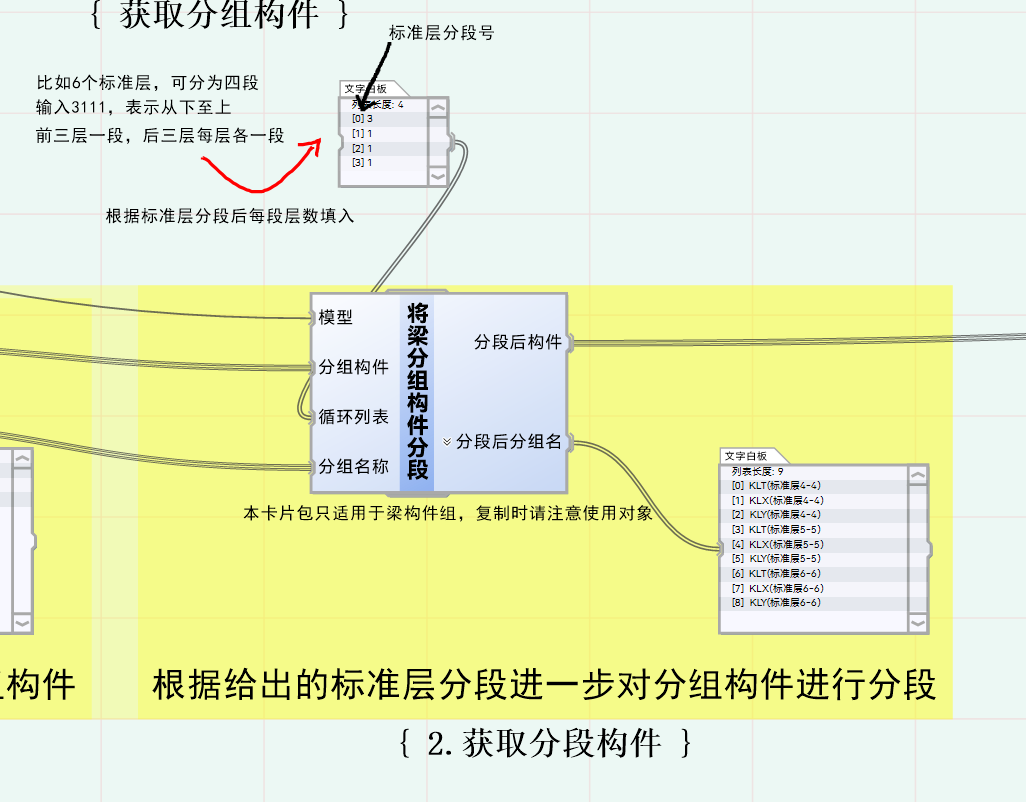 { 获取分组构件 }
标准层分段号
比如6个标准层，可分为四段
输入3111，表示从下至上
前三层一段，后三层每层各一段
根据标准层分段后每段层数填入
文字白板
列表长度: 4
[0] 3
[1] 1
[2] 1
[3] 1
模型
分组构件
循环列表
分组名称
将梁分组构件分段
分段后构件
分段后分组名
本卡片包只适用于梁构件组，复制时请注意使用对象
文字白板
列表长度: 9
[0] KLT(标准层4-4)
[1] KLX(标准层4-4)
[2] KLY(标准层4-4)
[3] KLT(标准层5-5)
[4] KLX(标准层5-5)
[5] KLY(标准层5-5)
[6] KLT(标准层6-6)
[7] KLX(标准层6-6)
[8] KLY(标准层6-6)
构件
根据给出的标准层分段进一步对分组构件进行分段
{ 2.获取分段构件 }